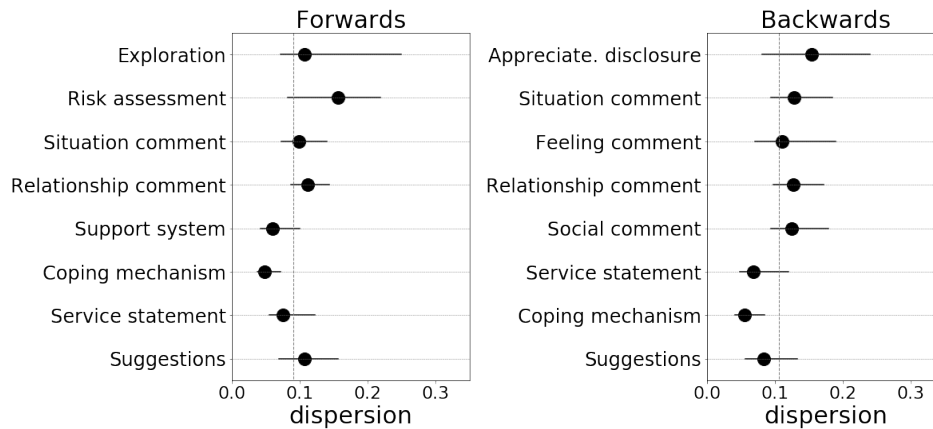 Forwards
Exploration
Risk assessment
Situation comment
Relationship comment
Support system
Coping mechanism
Service statement
Suggestions
0.0 0.1 0.2 0.3
dispersion
Backwards
Appreciate. disclosure
Situation comment
Feeling comment
Relationship comment
Social comment
Service statement
Coping mechanism
Suggestions
0.0 0.1 0.2 0.3
dispersion